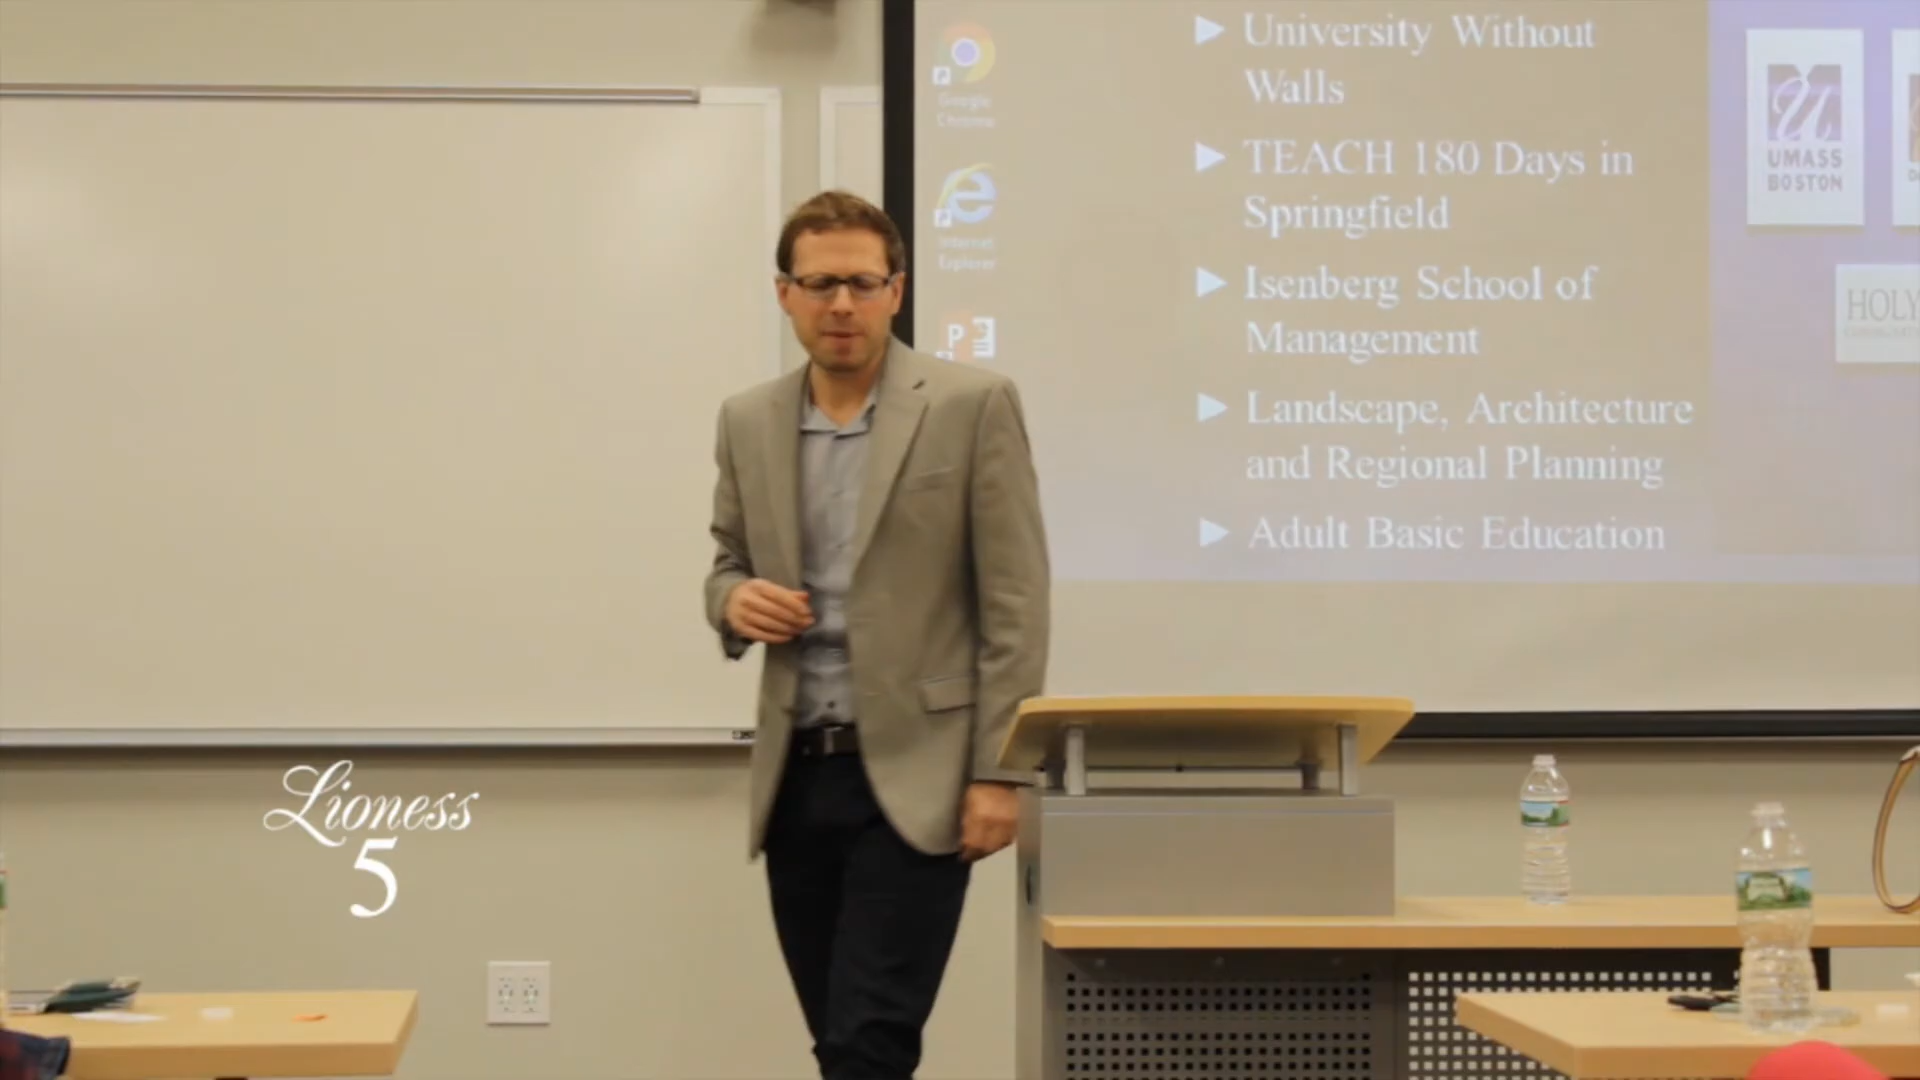 Google
Chrome
Internet
Explorer
► University Without
Walls
► TEACH 180 Days in
Springfield
► Isenberg School of
Management
► Landscape, Architecture
and Regional Planning
► Adult Basic Education
U
UMASS
BOSTON
HOLY
Lioness
5